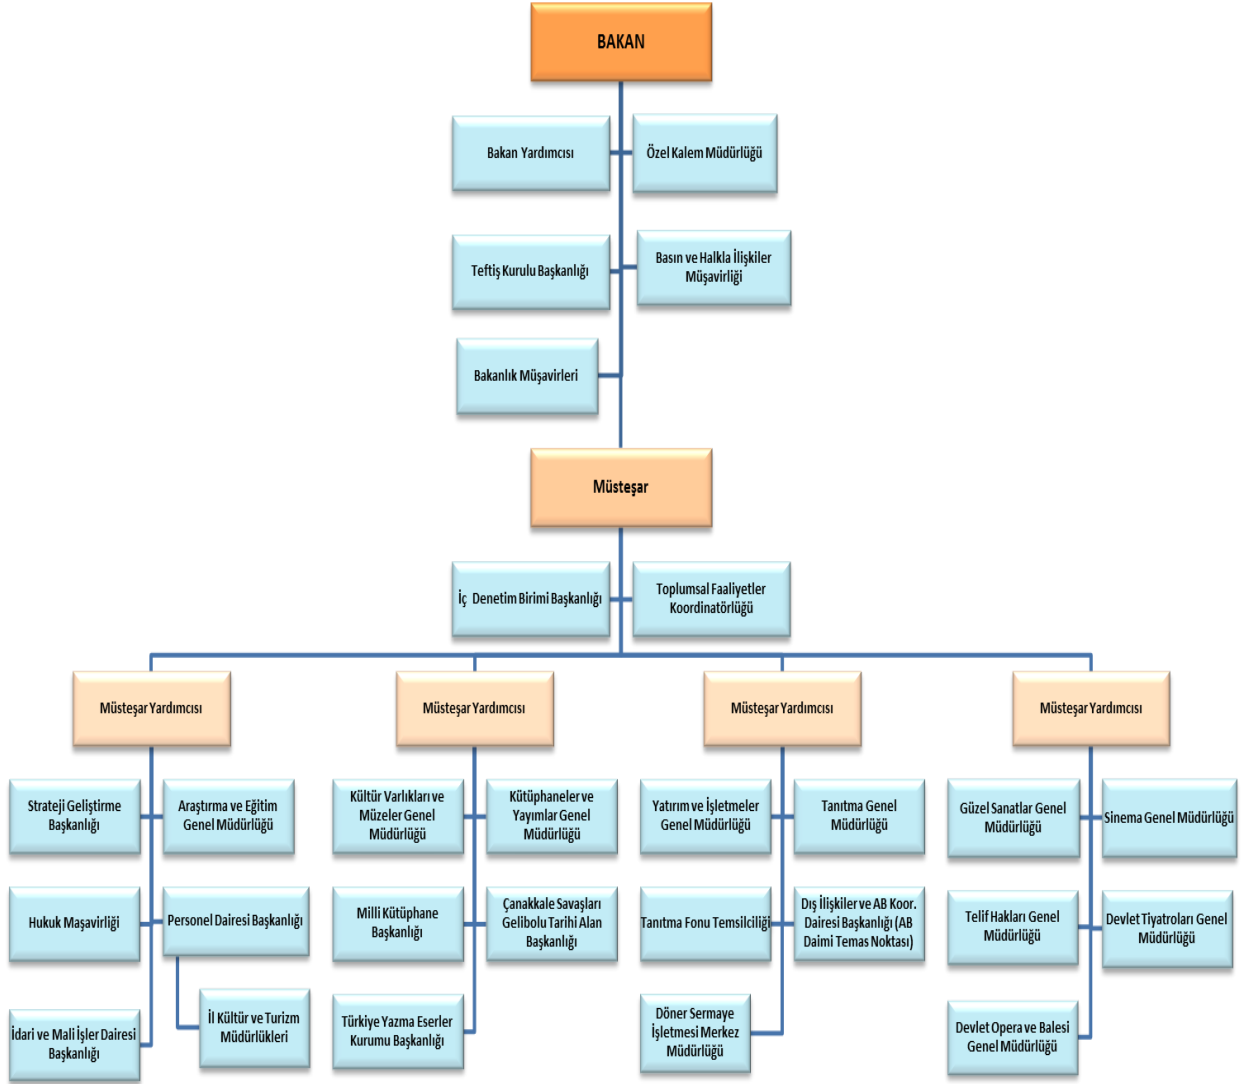 BAKAN
Bakan Yardımcısı
Özel Kalem Müdürlüğü
Teftiş Kurulu Başkanlığı
Basın ve Halkla İlişkiler
Müşavirliği
Bakanlık Müşavirleri
Müsteşar
İç Denetim Birimi Başkanlığı
Toplumsal Faaliyetler
Koordinatörlüğü
Müsteşar Yardımcısı
Müsteşar Yardımcısı
Müsteşar Yardımcısı
Müsteşar Yardımcısı
Strateji Geliştirme
Başkanlığı
Araştırma ve Eğitim
Genel Müdürlüğü
Kültür Varlıkları ve
Müzeler Genel
Müdürlüğü
Kütüphaneler ve
Yayımlar Genel
Müdürlüğü
Yatırım ve İşletmeler
Genel Müdürlüğü
Tanıtma Genel
Müdürlüğü
Güzel Sanatlar Genel
Müdürlüğü
Sinema Genel Müdürlüğü
Hukuk Maşavirliği
Personel Dairesi Başkanlığı
Milli Kütüphane
Başkanlığı
Çanakkale Savaşları
Gelibolu Tarihi Alan
Başkanlığı
Tanıtma Fonu Temsilciliği
Dış İlişkiler ve AB Koor.
Dairesi Başkanlığı (AB
Daimi Temas Noktası)
Telif Hakları Genel
Müdürlüğü
Devlet Tiyatroları Genel
Müdürlüğü
İdari ve Mali İşler Dairesi
Başkanlığı
İl Kültür ve Turizm
Müdürlükleri
Türkiye Yazma Eserler
Kurumu Başkanlığı
Döner Sermaye
İşletmesi Merkez
Müdürlüğü
Devlet Opera ve Balesi
Genel Müdürlüğü